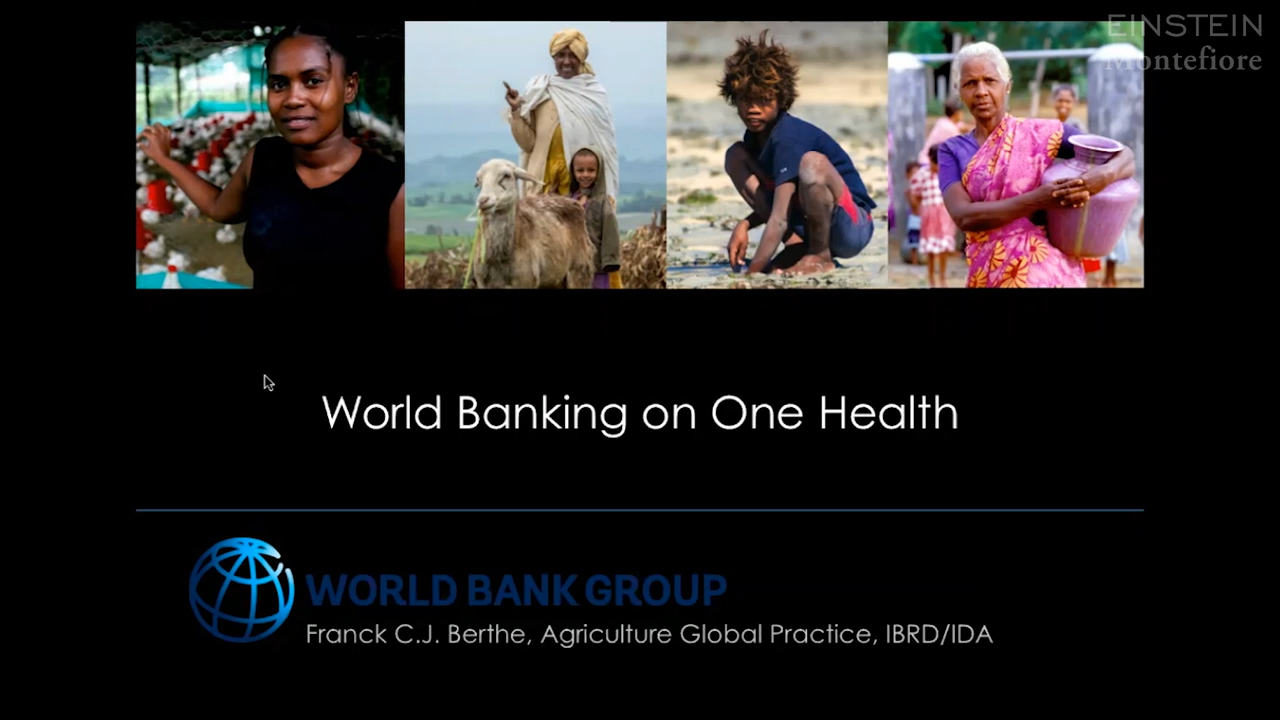 EINSTEIN
Montefiore
World Banking on One Health
WORLD BANK GROUP
Franck C.J. Berthe, Agriculture Global Practice, IBRD/IDA